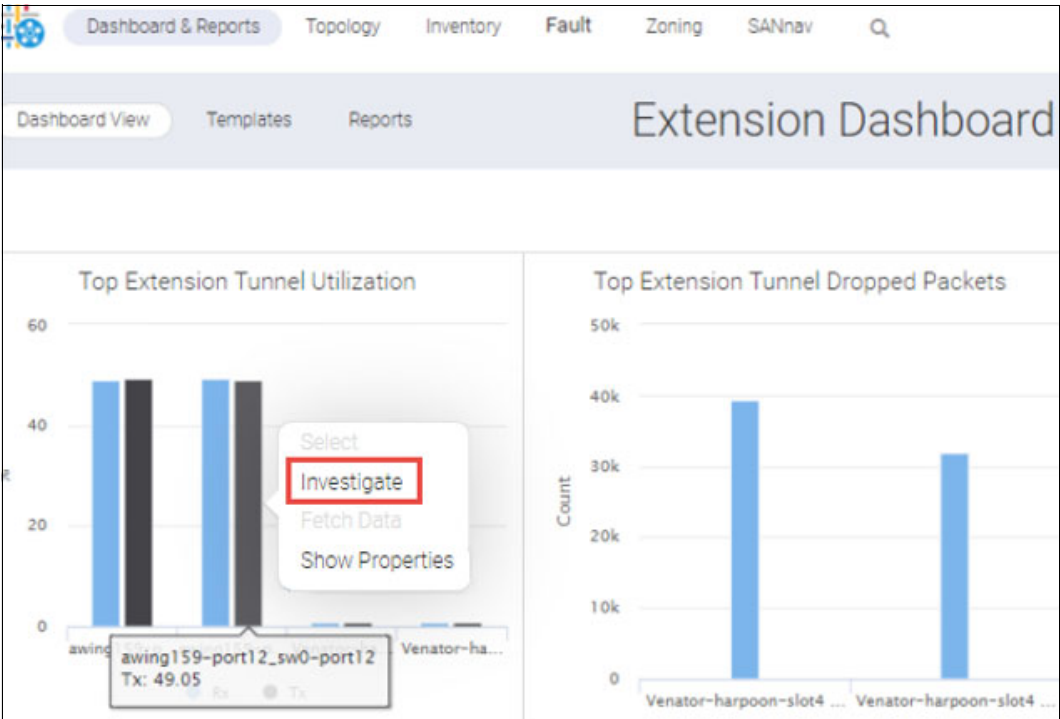 Dashboard & Reports Topology Inventory Fault Zoning SANnav
Dashboard View Templates Reports Extension Dashboard
Top Extension Tunnel Utilization
60
40
20
0
awing
Venator-ha...
Rx Tx
Select
Investigate
Fetch Data
Show Properties
awing159-port12_sw0-port12
Tx: 49.05
Top Extension Tunnel Dropped Packets
50k
40k
30k
20k
10k
0
Count
Venator-harpoon-slot4 ... Venator-harpoon-slot4 ...